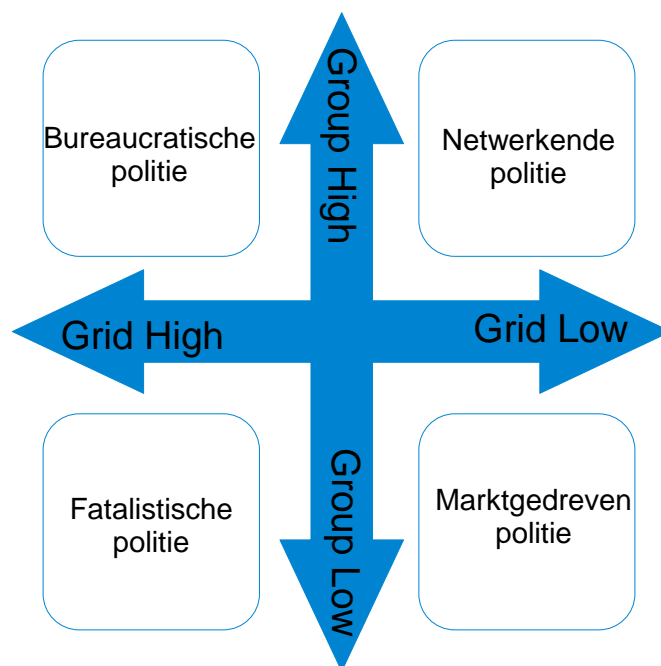 Bureaucratische
politie
Group High
Netwerkende
politie
Grid High
Grid Low
Fatalistische
politie
Group Low
Marktgedreven
politie